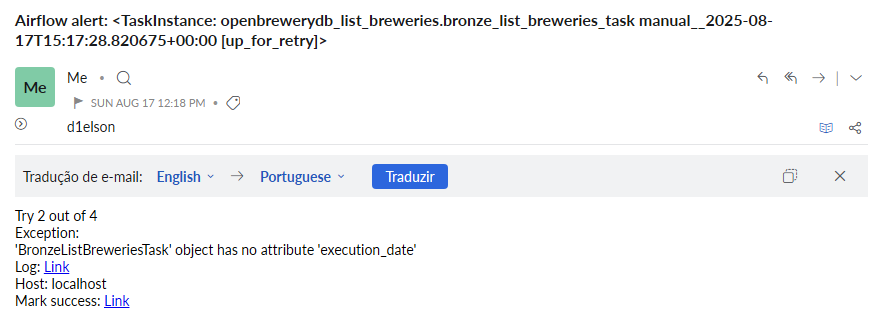 Airflow alert: <TaskInstance: openbrewerydb_list_breweries.bronze_list_breweries_task manual__2025-08-
17T15:17:28.820675+00:00 [up_for_retry]>
Me
Me •
SUN AUG 17 12:18 PM •
d1elson
Tradução de e-mail: English → Portuguese Traduzir
Try 2 out of 4
Exception:
'BronzeListBreweriesTask' object has no attribute 'execution_date'
Log: Link
Host: localhost
Mark success: Link